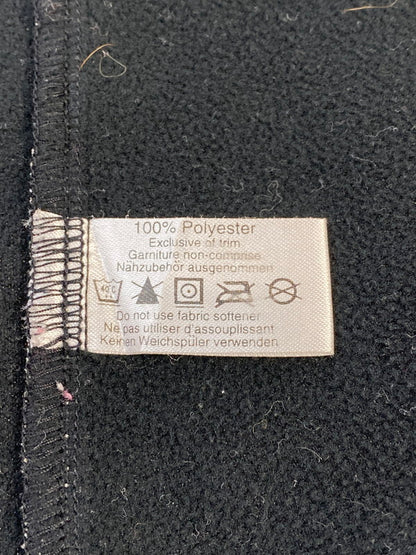 100% Polyester
Exclusive of trim
Garniture non-comprise
Nähzubehör ausgenommen
40°C
Do not use fabric softener
Ne pas utiliser d'assouplissant
Keinen Weichspüler verwenden